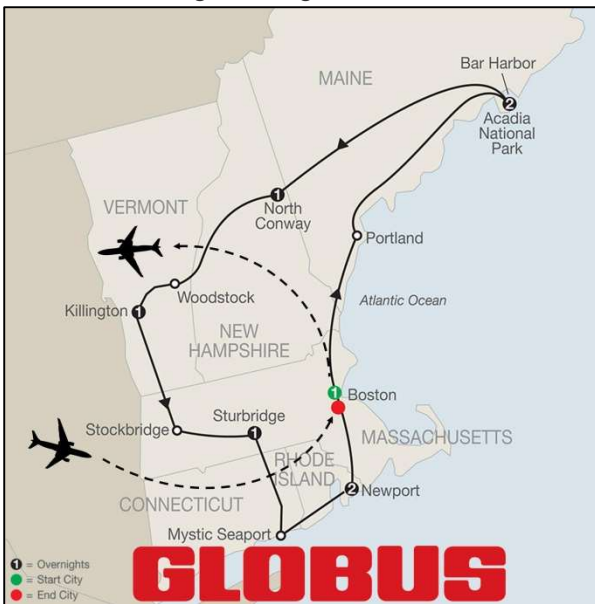 Bar Harbor
MAINE
2
Acadia
National
Park
1
North
Conway
VERMONT
Portland
Woodstock
Atlantic Ocean
Killington 1
NEW
HAMPSHIRE
1 Boston
Stockbridge
Sturbridge
1
MASSACHUSETTS
RHODE
ISLAND
2 Newport
CONNECTICUT
Mystic Seaport
1 = Overnights
= Start City
= End City
GLOBUS